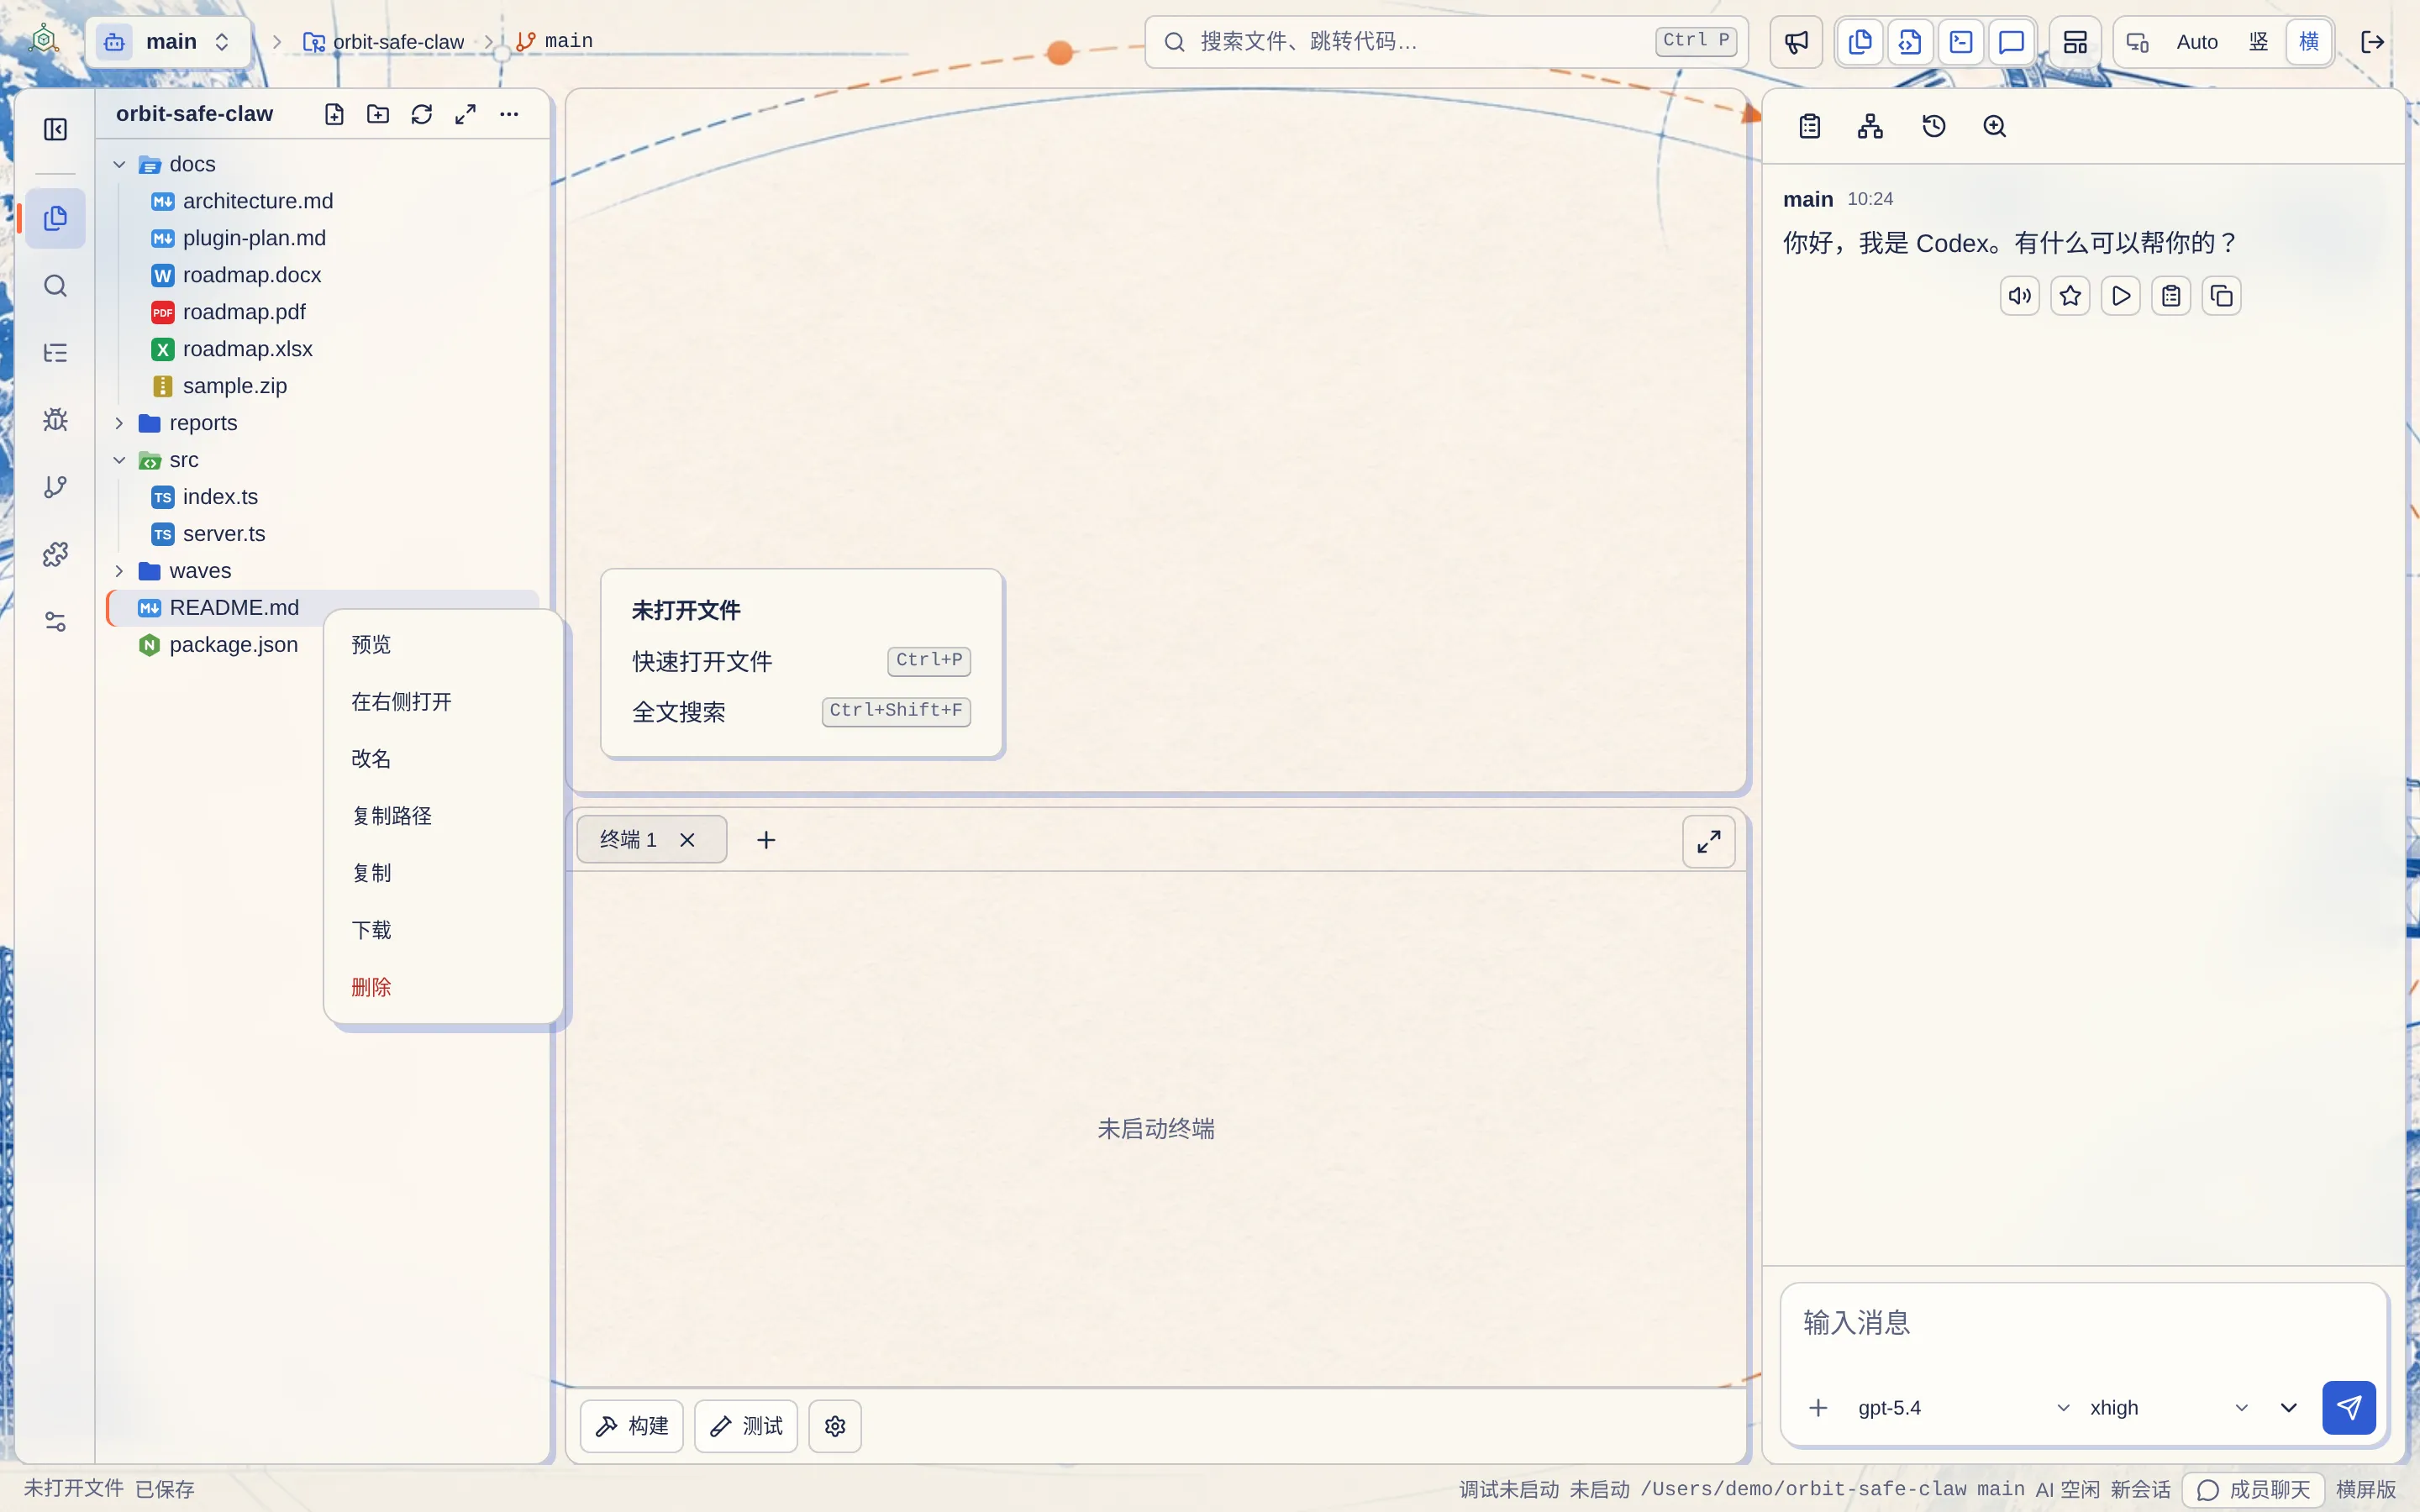 main
orbit-safe-claw
main
搜索文件、跳转代码...
Ctrl P
Auto
竖
横
orbit-safe-claw
docs
architecture.md
plugin-plan.md
roadmap.docx
roadmap.pdf
roadmap.xlsx
sample.zip
reports
src
index.ts
server.ts
waves
README.md
package.json
预览
在右侧打开
改名
复制路径
复制
下载
删除
未打开文件
快速打开文件 Ctrl+P
全文搜索 Ctrl+Shift+F
终端 1
未启动终端
构建
测试
main 10:24
你好，我是 Codex。有什么可以帮你的？
输入消息
gpt-5.4
xhigh
未打开文件 已保存
调试未启动 未启动 /Users/demo/orbit-safe-claw main AI 空闲 新会话 成员聊天 横屏版